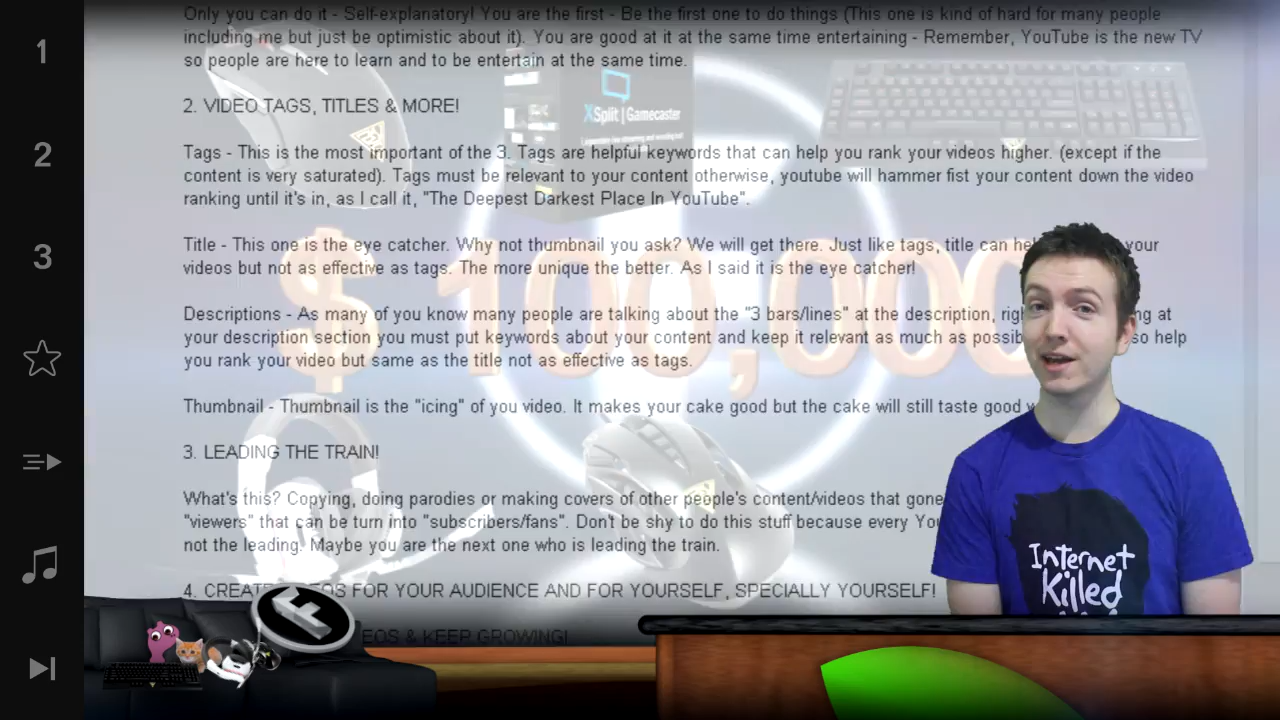 Only you can do it - Self-explanatory! You are the first - Be the first one to do things (This one is kind of hard for many people
including me but just be optimistic about it). You are good at it at the same time entertaining - Remember, YouTube is the new TV
so people are here to learn and to be entertain at the same time.
2. VIDEO TAGS, TITLES & MORE!
XSplit | Gamecaster
Tags - This is the most important of the 3. Tags are helpful keywords that can help you rank your videos higher. (except if the
content is very saturated). Tags must be relevant to your content otherwise, youtube will hammer fist your content down the video
ranking until it's in, as I call it, "The Deepest Darkest Place In YouTube".
Title - This one is the eye catcher. Why not thumbnail you ask? We will get there. Just like tags, title can your
videos but not as effective as tags. The more unique the better. As I said it is the eye catcher!
$ 100,000
Descriptions - As many of you know many people are talking about the "3 bars/lines" at the description, at
your description section you must put keywords about your content and keep it relevant as much as so help
you rank your video but same as the title not as effective as tags.
Thumbnail - Thumbnail is the "icing" of you video. It makes your cake good but the cake will still taste good
3. LEADING THE TRAIN!
What's this? Copying, doing parodies or making covers of other people's content/videos that gone
"viewers" that can be turn into "subscribers/fans". Don't be shy to do this stuff because every
not the leading. Maybe you are the next one who is leading the train.
4. FOR YOUR AUDIENCE AND FOR YOURSELF, SPECIALLY YOURSELF!
& KEEP GROWING!
1
2
3
Internet
Killed